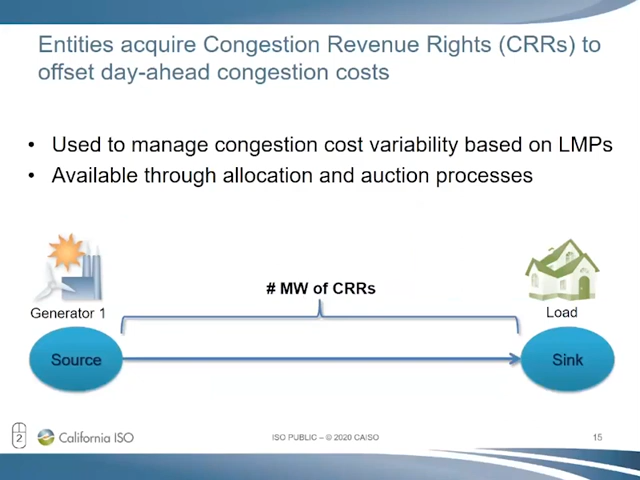 Entities acquire Congestion Revenue Rights (CRRs) to
offset day-ahead congestion costs
• Used to manage congestion cost variability based on LMPs
• Available through allocation and auction processes
# MW of CRRs
Generator 1
Load
Source
Sink
2
California ISO
ISO PUBLIC – © 2020 CAISO
15